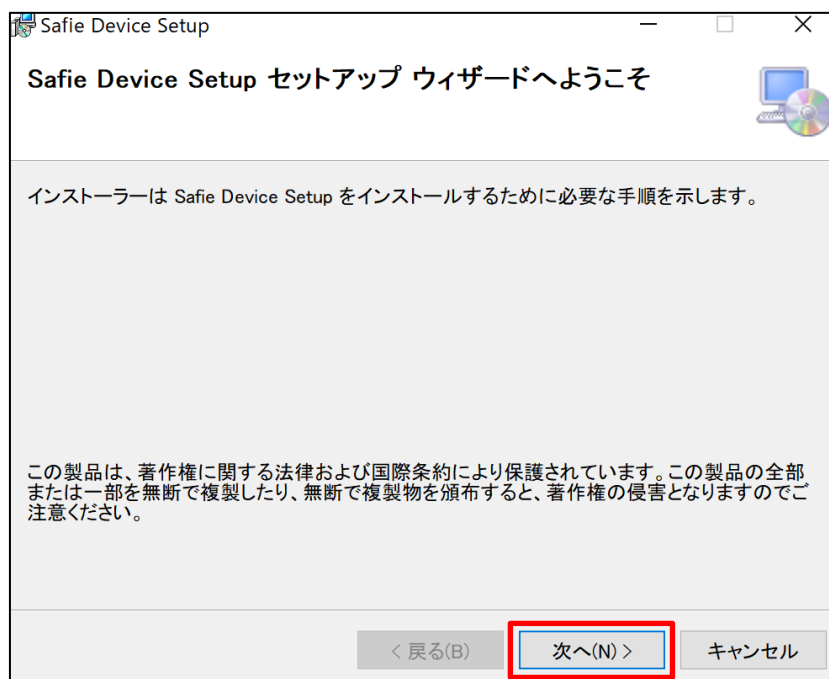 Safie Device Setup
Safie Device Setup セットアップ ウィザードへようこそ
インストーラーは Safie Device Setup をインストールするために必要な手順を示します。
この製品は、著作権に関する法律および国際条約により保護されています。この製品の全部
または一部を無断で複製したり、無断で複製物を頒布すると、著作権の侵害となりますのでご
注意ください。
< 戻る(B)
次へ(N) >
キャンセル